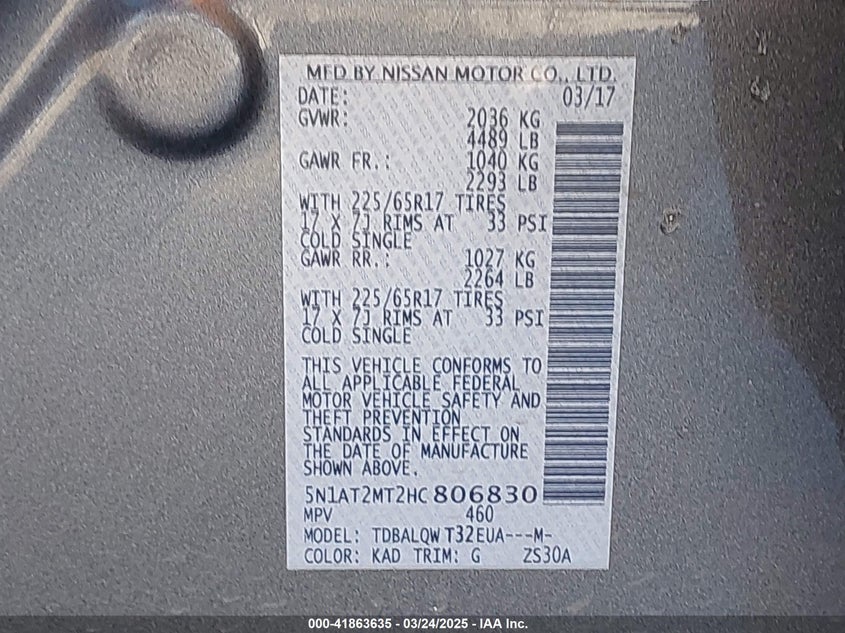 MFD BY NISSAN MOTOR CO., LTD.
DATE: 03/17
GVWR: 2036 KG
4489 LB
GAWR FR.: 1040 KG
2293 LB
WITH 225/65R17 TIRES
17 X 7J RIMS AT 33 PSI
COLD SINGLE
GAWR RR.: 1027 KG
2264 LB
WITH 225/65R17 TIRES
17 X 7J RIMS AT 33 PSI
COLD SINGLE
THIS VEHICLE CONFORMS TO
ALL APPLICABLE FEDERAL
MOTOR VEHICLE SAFETY AND
THEFT PREVENTION
STANDARDS IN EFFECT ON
THE DATE OF MANUFACTURE
SHOWN ABOVE.
5N1AT2MT2HC806830
MPV 460
MODEL: TDBALQW T32EUA---M-
COLOR: KAD TRIM: G ZS30A
000-41863635 - 03/24/2025 - IAA Inc.